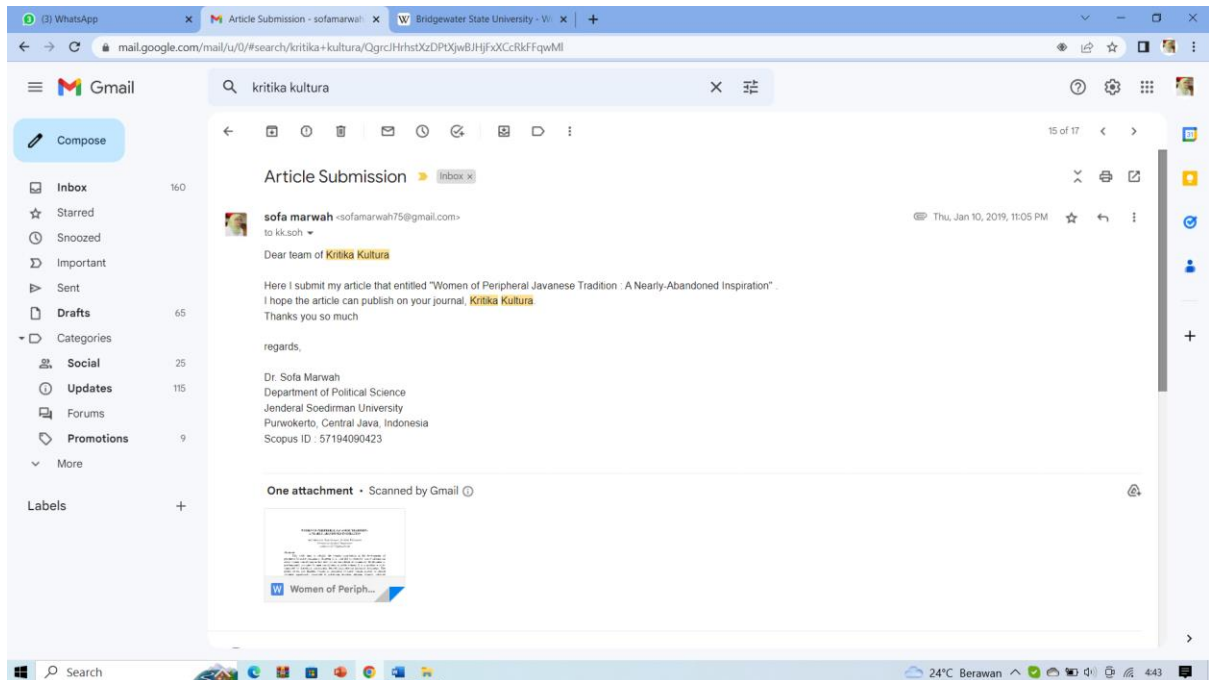 (3) WhatsApp
Article Submission - sofamarwah
Bridgewater State University - Wi
mail.google.com/mail/u/0/#search/kritika+kultura/QgrcJHrhstXzDPtXjwBJHjFxXCcRkFFqwMl
Gmail
kritika kultura
Compose
15 of 17
Inbox 160
Starred
Snoozed
Important
Sent
Drafts 65
Categories
Social 25
Updates 115
Forums
Promotions 9
More
Labels
Article Submission Inbox x
sofa marwah <sofamarwah75@gmail.com> Thu, Jan 10, 2019, 11:05 PM
to kk.soh
Dear team of Kritika Kultura
Here I submit my article that entitled "Women of Peripheral Javanese Tradition : A Nearly-Abandoned Inspiration" .
I hope the article can publish on your journal, Kritika Kultura.
Thanks you so much
regards,
Dr. Sofa Marwah
Department of Political Science
Jenderal Soedirman University
Purwokerto, Central Java, Indonesia
Scopus ID : 57194090423
One attachment • Scanned by Gmail
W Women of Periph...
Search
24°C Berawan 4:43